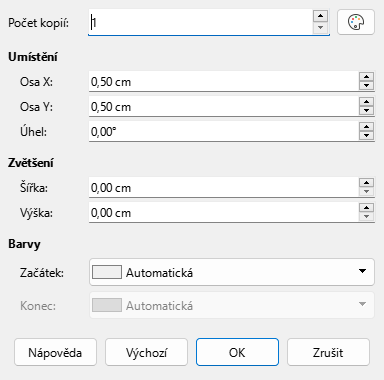 Počet kopií: 1
Umístění
Osa X: 0,50 cm
Osa Y: 0,50 cm
Úhel: 0,00°
Zvětšení
Šířka: 0,00 cm
Výška: 0,00 cm
Barvy
Začátek: Automatická
Konec: Automatická
Nápověda Výchozí OK Zrušit